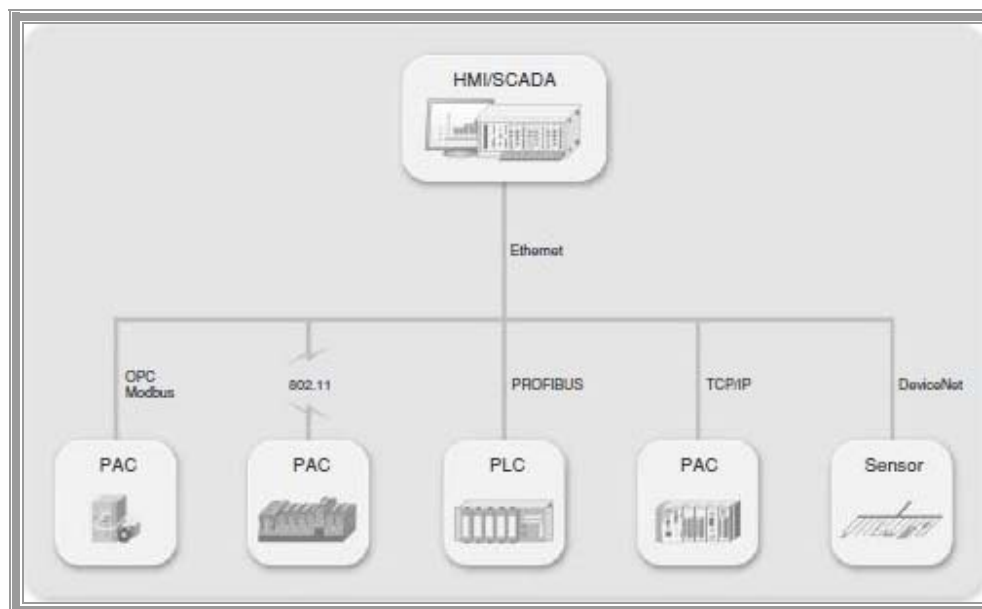 HMI/SCADA
Ethernet
OPC
Modbus
802.11
PROFIBUS
TCP/IP
DeviceNet
PAC
PAC
PLC
PAC
Sensor